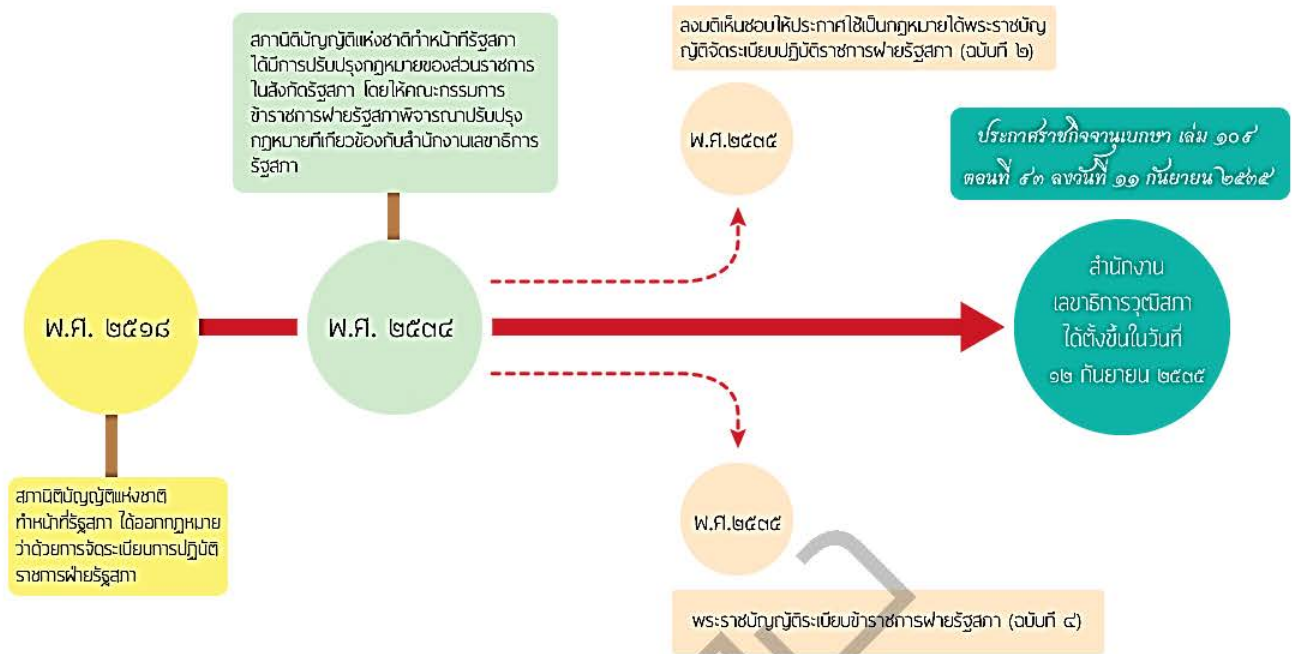 พ.ศ. ๒๕๑๘
สภานิติบัญญัติแห่งชาติ
ทำหน้าที่รัฐสภา ได้ออกกฎหมาย
ว่าด้วยการจัดระเบียบการปฏิบัติ
ราชการฝ่ายรัฐสภา
สภานิติบัญญัติแห่งชาติทำหน้าที่รัฐสภา
ได้มีการปรับปรุงกฎหมายของส่วนราชการ
ในสังกัดรัฐสภา โดยให้คณะกรรมการ
ข้าราชการฝ่ายรัฐสภาพิจารณาปรับปรุง
กฎหมายที่เกี่ยวข้องกับสำนักงานเลขาธิการ
รัฐสภา
พ.ศ. ๒๕๓๔
ลงมติเห็นชอบให้ประกาศใช้เป็นกฎหมายได้พระราชบัญ
ญัติจัดระเบียบปฏิบัติราชการฝ่ายรัฐสภา (ฉบับที่ ๒)
พ.ศ.๒๕๓๕
พ.ศ.๒๕๓๕
พระราชบัญญัติระเบียบข้าราชการฝ่ายรัฐสภา (ฉบับที่ ๔)
ประกาศราชกิจจานุเบกษา เล่ม ๑๐๙
ตอนที่ ๙๓ ลงวันที่ ๑๑ กันยายน ๒๕๓๕
สำนักงาน
เลขาธิการวุฒิสภา
ได้ตั้งขึ้นในวันที่
๑๒ กันยายน ๒๕๓๕